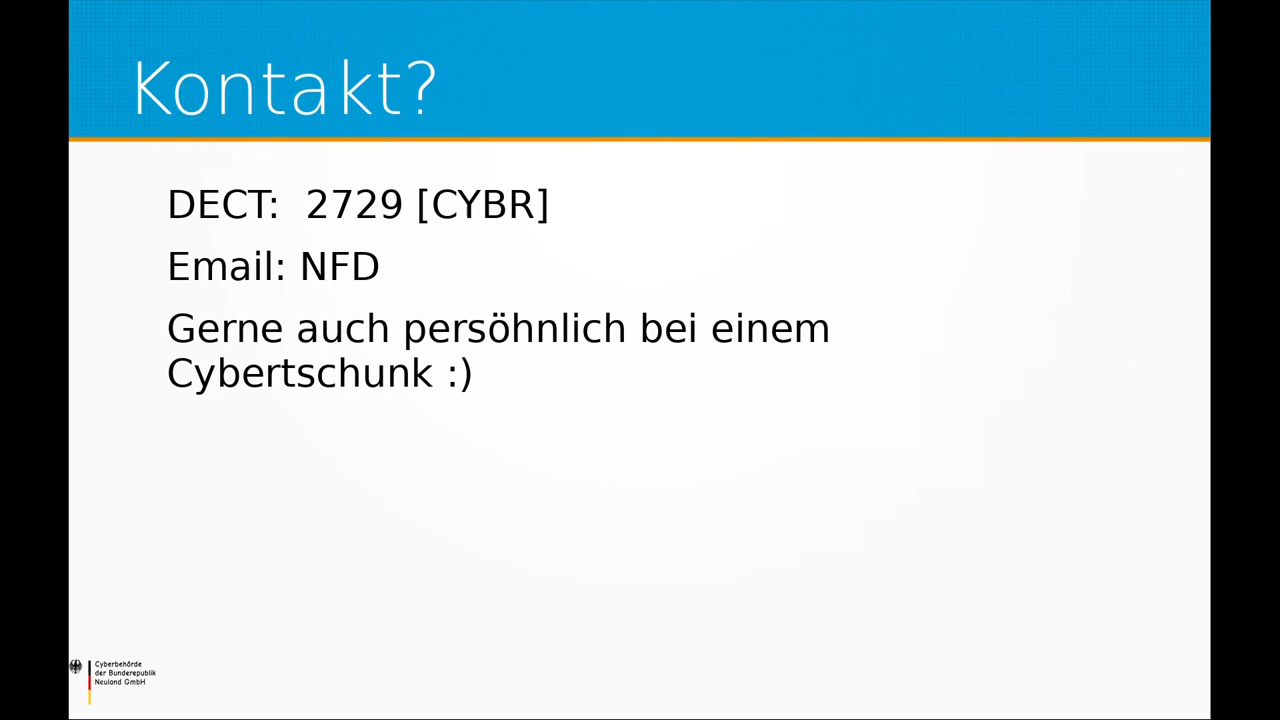 Kontakt?
DECT:  2729 [CYBR]
Email: NFD
Gerne auch persöhnlich bei einem
Cybertschunk :)
Cyberbehörde
der Bunderepublik
Neuland GmbH